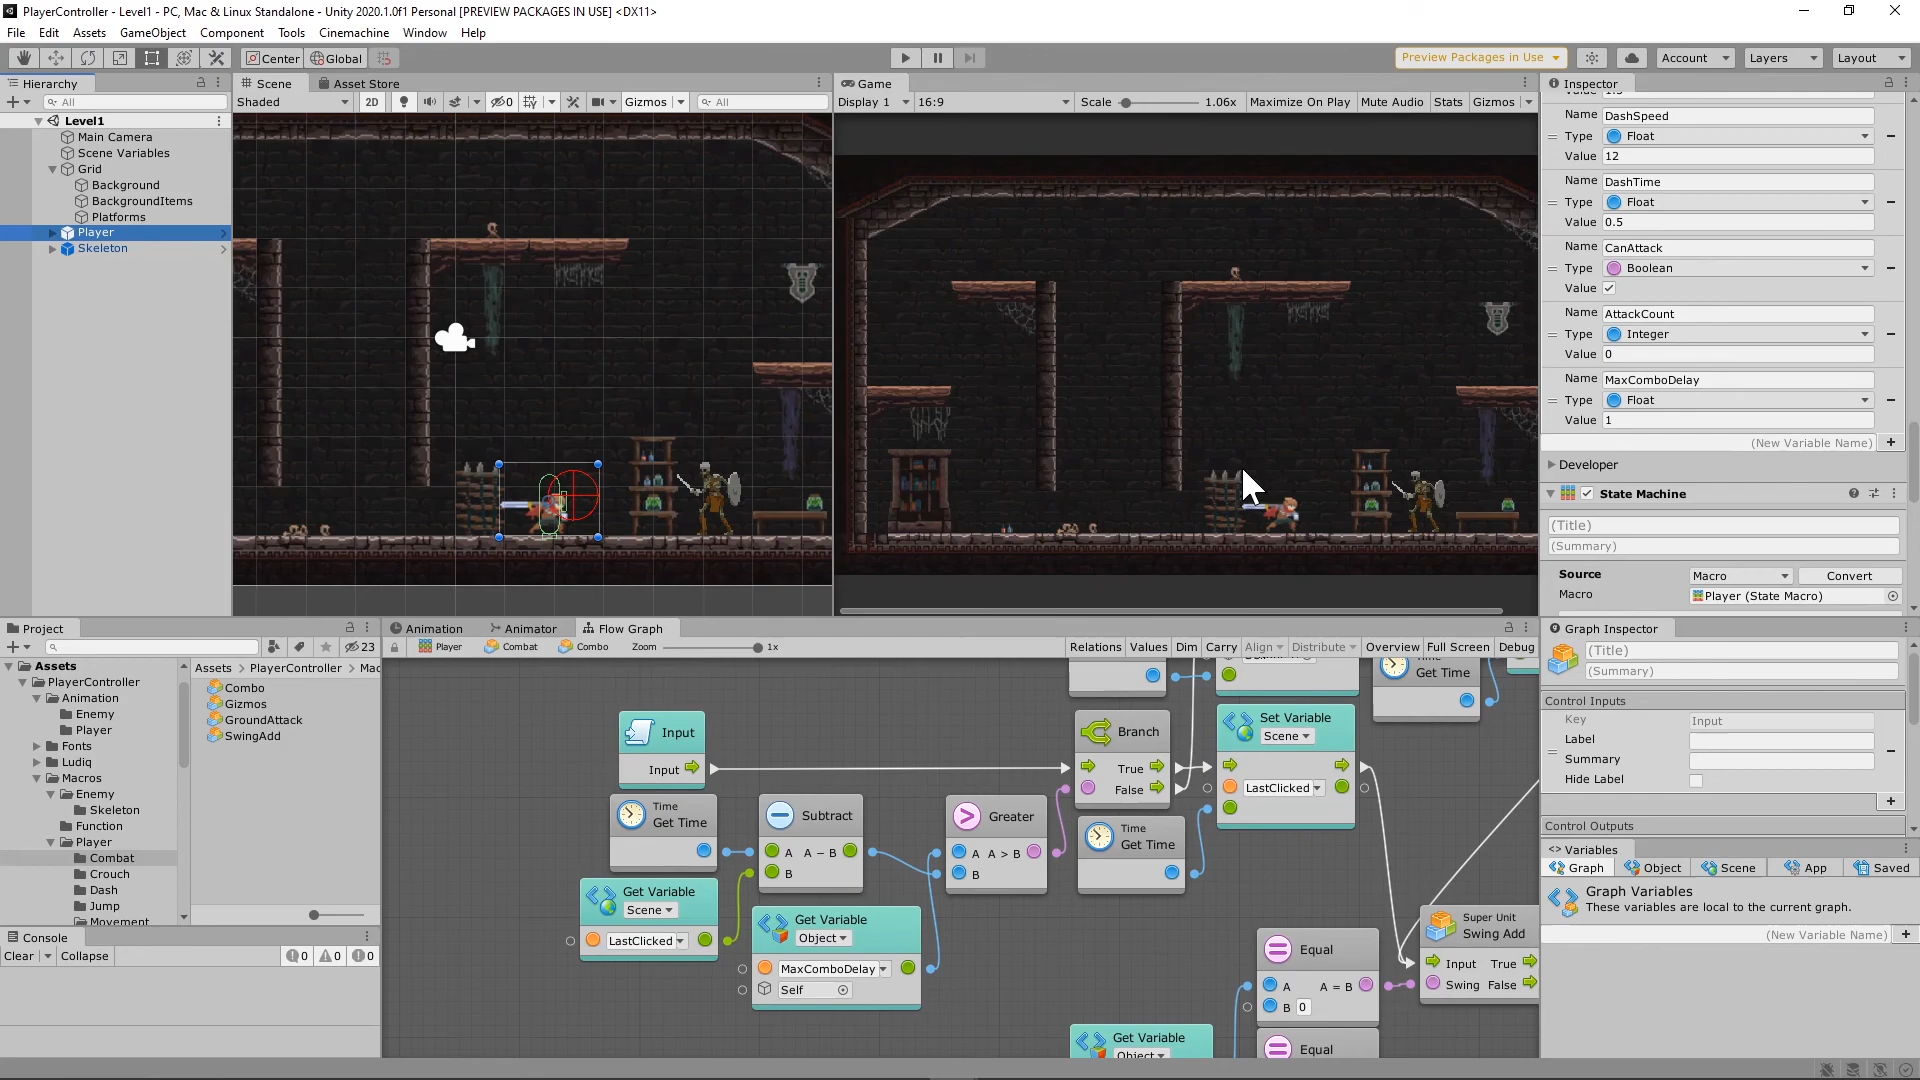 PlayerController - Level1 - PC, Mac & Linux Standalone - Unity 2020.1.0f1 Personal [PREVIEW PACKAGES IN USE] <DX11>
File Edit Assets GameObject Component Tools Cinemachine Window Help
Center Global
Preview Packages in Use Account Layers Layout
Hierarchy
All
Level1
Main Camera
Scene Variables
Grid
Background
BackgroundItems
Platforms
Player
Skeleton
Scene Asset Store
Shaded 2D 0 Gizmos All
Game
Display 1 16:9 Scale 1.06x Maximize On Play Mute Audio Stats Gizmos
Inspector
Name DashSpeed
Type Float
Value 12
Name DashTime
Type Float
Value 0.5
Name CanAttack
Type Boolean
Value
Name AttackCount
Type Integer
Value 0
Name MaxComboDelay
Type Float
Value 1
(New Variable Name)
Developer
State Machine
(Title)
(Summary)
Source Macro Convert
Macro Player (State Macro)
Project
23
Assets
PlayerController
Animation
Enemy
Player
Fonts
Ludiq
Macros
Enemy
Skeleton
Function
Player
Combat
Crouch
Dash
Jump
Movement
Assets > PlayerController > Mac
Combo
Gizmos
GroundAttack
SwingAdd
Console
Clear Collapse 0 0 0
Animation Animator Flow Graph
Player Combat Combo Zoom 1x
Relations Values Dim Carry Align Distribute Overview Full Screen Debug
Input
Input
Time
Get Time
Subtract
A A − B
B
Get Variable
Scene
LastClicked
Get Variable
Object
MaxComboDelay
Self
Greater
A A > B
B
Branch
True
False
Time
Get Time
Set Variable
Scene
LastClicked
Get Time
Equal
A A = B
B 0
Equal
Get Variable
Object
Super Unit
Swing Add
Input True
Swing False
Graph Inspector
(Title)
(Summary)
Control Inputs
Key Input
Label
Summary
Hide Label
Control Outputs
Variables
Graph Object Scene App Saved
Graph Variables
These variables are local to the current graph.
(New Variable Name)